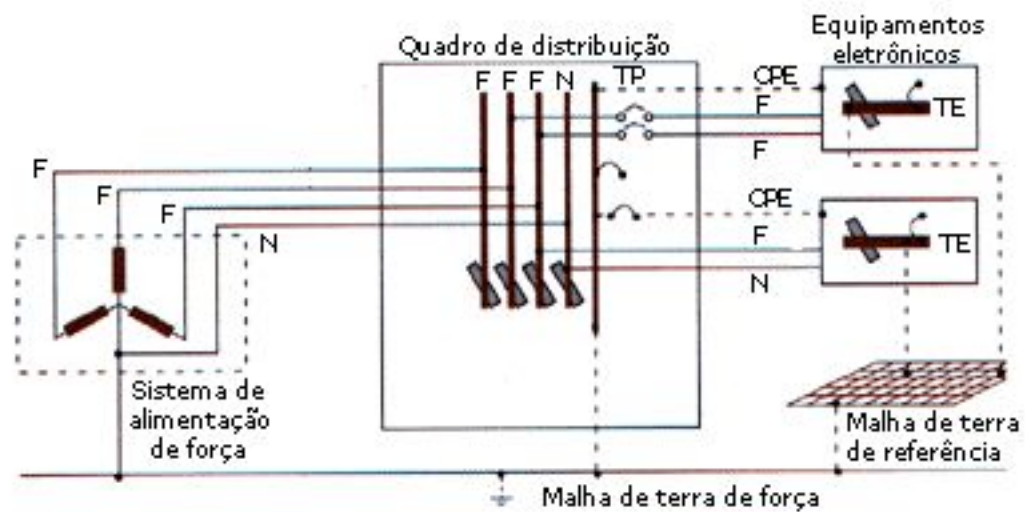 Equipamentos
eletrônicos
Quadro de distribuição
F F F N TP
CPE
F
F
TE
F
F
F
N
CPE
F
N
TE
Sistema de
alimentação
de força
Malha de terra
de referência
Malha de terra de força